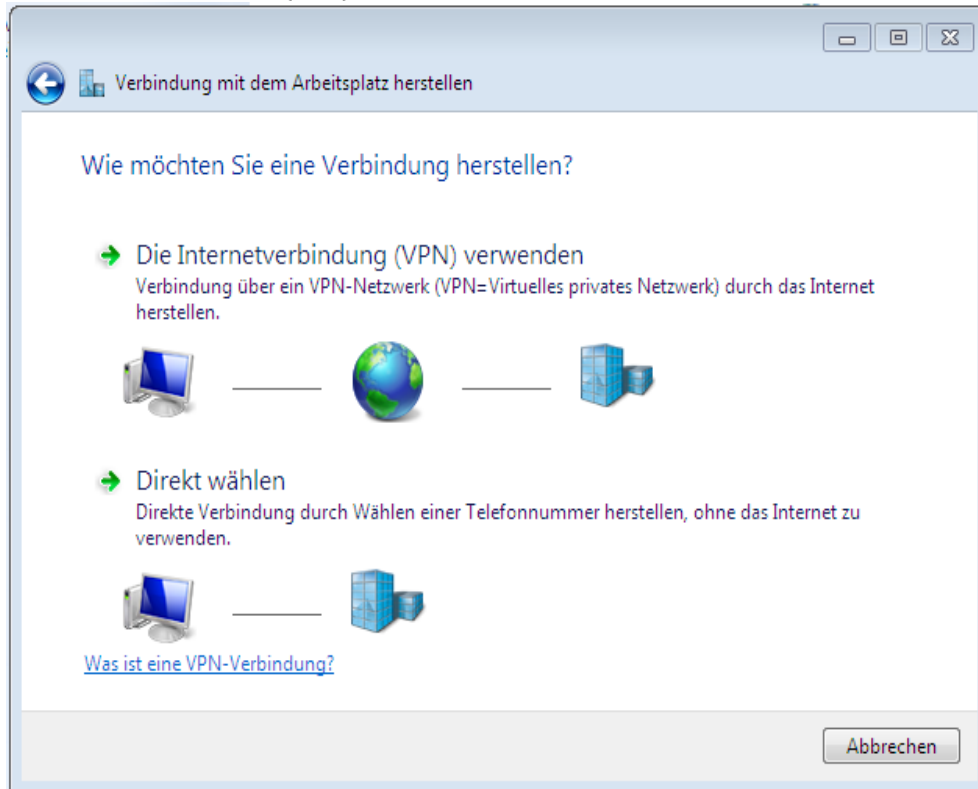 Verbindung mit dem Arbeitsplatz herstellen
Wie möchten Sie eine Verbindung herstellen?
Die Internetverbindung (VPN) verwenden
Verbindung über ein VPN-Netzwerk (VPN=Virtuelles privates Netzwerk) durch das Internet
herstellen.
Direkt wählen
Direkte Verbindung durch Wählen einer Telefonnummer herstellen, ohne das Internet zu
verwenden.
Was ist eine VPN-Verbindung?
Abbrechen